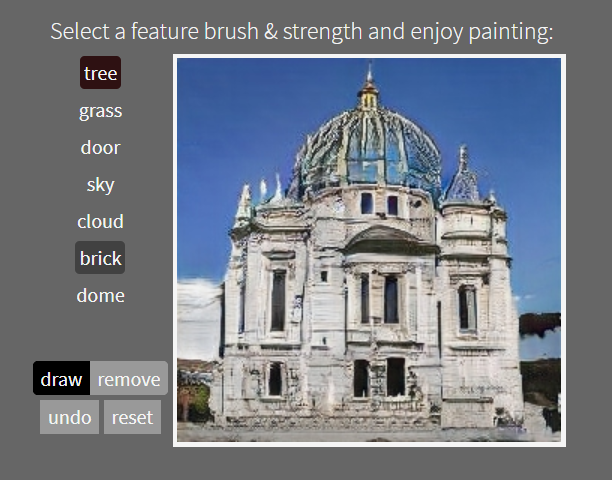 Select a feature brush & strength and enjoy painting:
tree
grass
door
sky
cloud
brick
dome
draw remove
undo reset